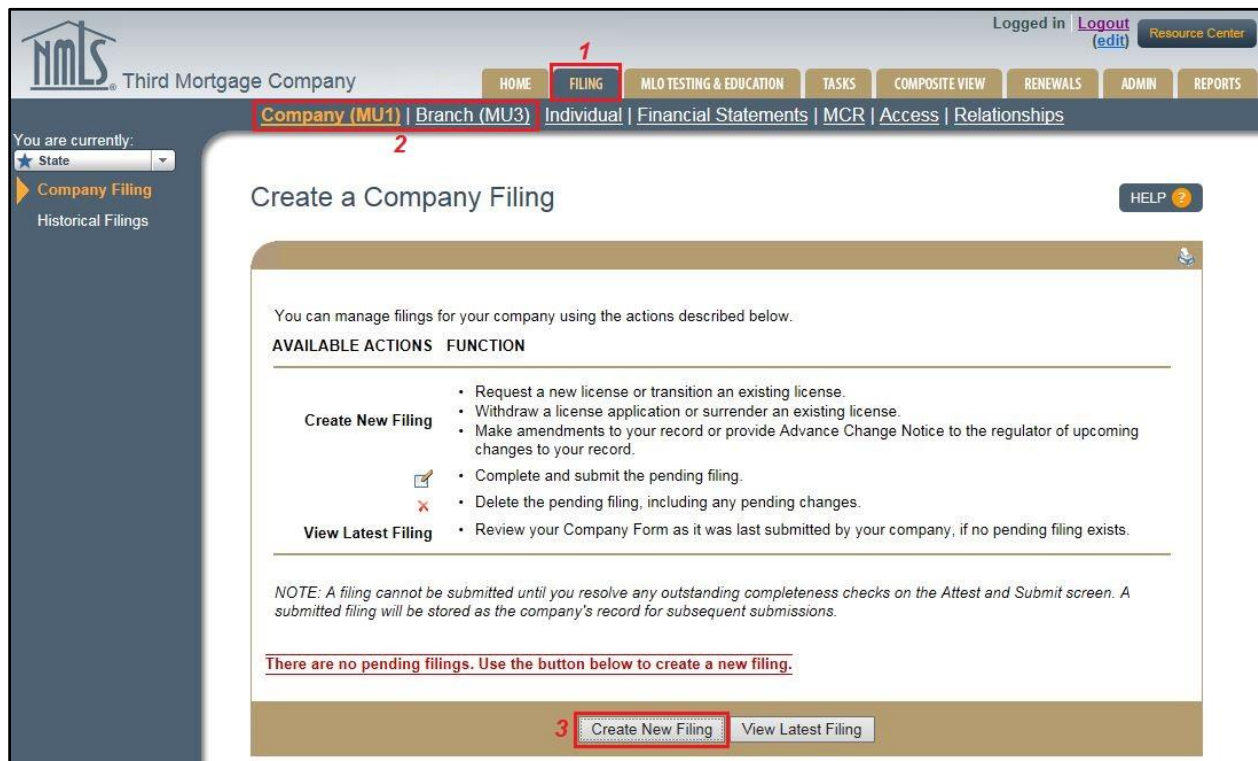 Logged in | Logout
(edit)
Resource Center
NMLS® Third Mortgage Company
1
HOME FILING MLO TESTING & EDUCATION TASKS COMPOSITE VIEW RENEWALS ADMIN REPORTS
Company (MU1) | Branch (MU3) Individual | Financial Statements | MCR | Access | Relationships
2
You are currently:
State
Company Filing
Historical Filings
Create a Company Filing
HELP ?
You can manage filings for your company using the actions described below.
AVAILABLE ACTIONS FUNCTION
Create New Filing
• Request a new license or transition an existing license.
• Withdraw a license application or surrender an existing license.
• Make amendments to your record or provide Advance Change Notice to the regulator of upcoming
changes to your record.
• Complete and submit the pending filing.
• Delete the pending filing, including any pending changes.
View Latest Filing • Review your Company Form as it was last submitted by your company, if no pending filing exists.
NOTE: A filing cannot be submitted until you resolve any outstanding completeness checks on the Attest and Submit screen. A
submitted filing will be stored as the company's record for subsequent submissions.
There are no pending filings. Use the button below to create a new filing.
3 Create New Filing View Latest Filing